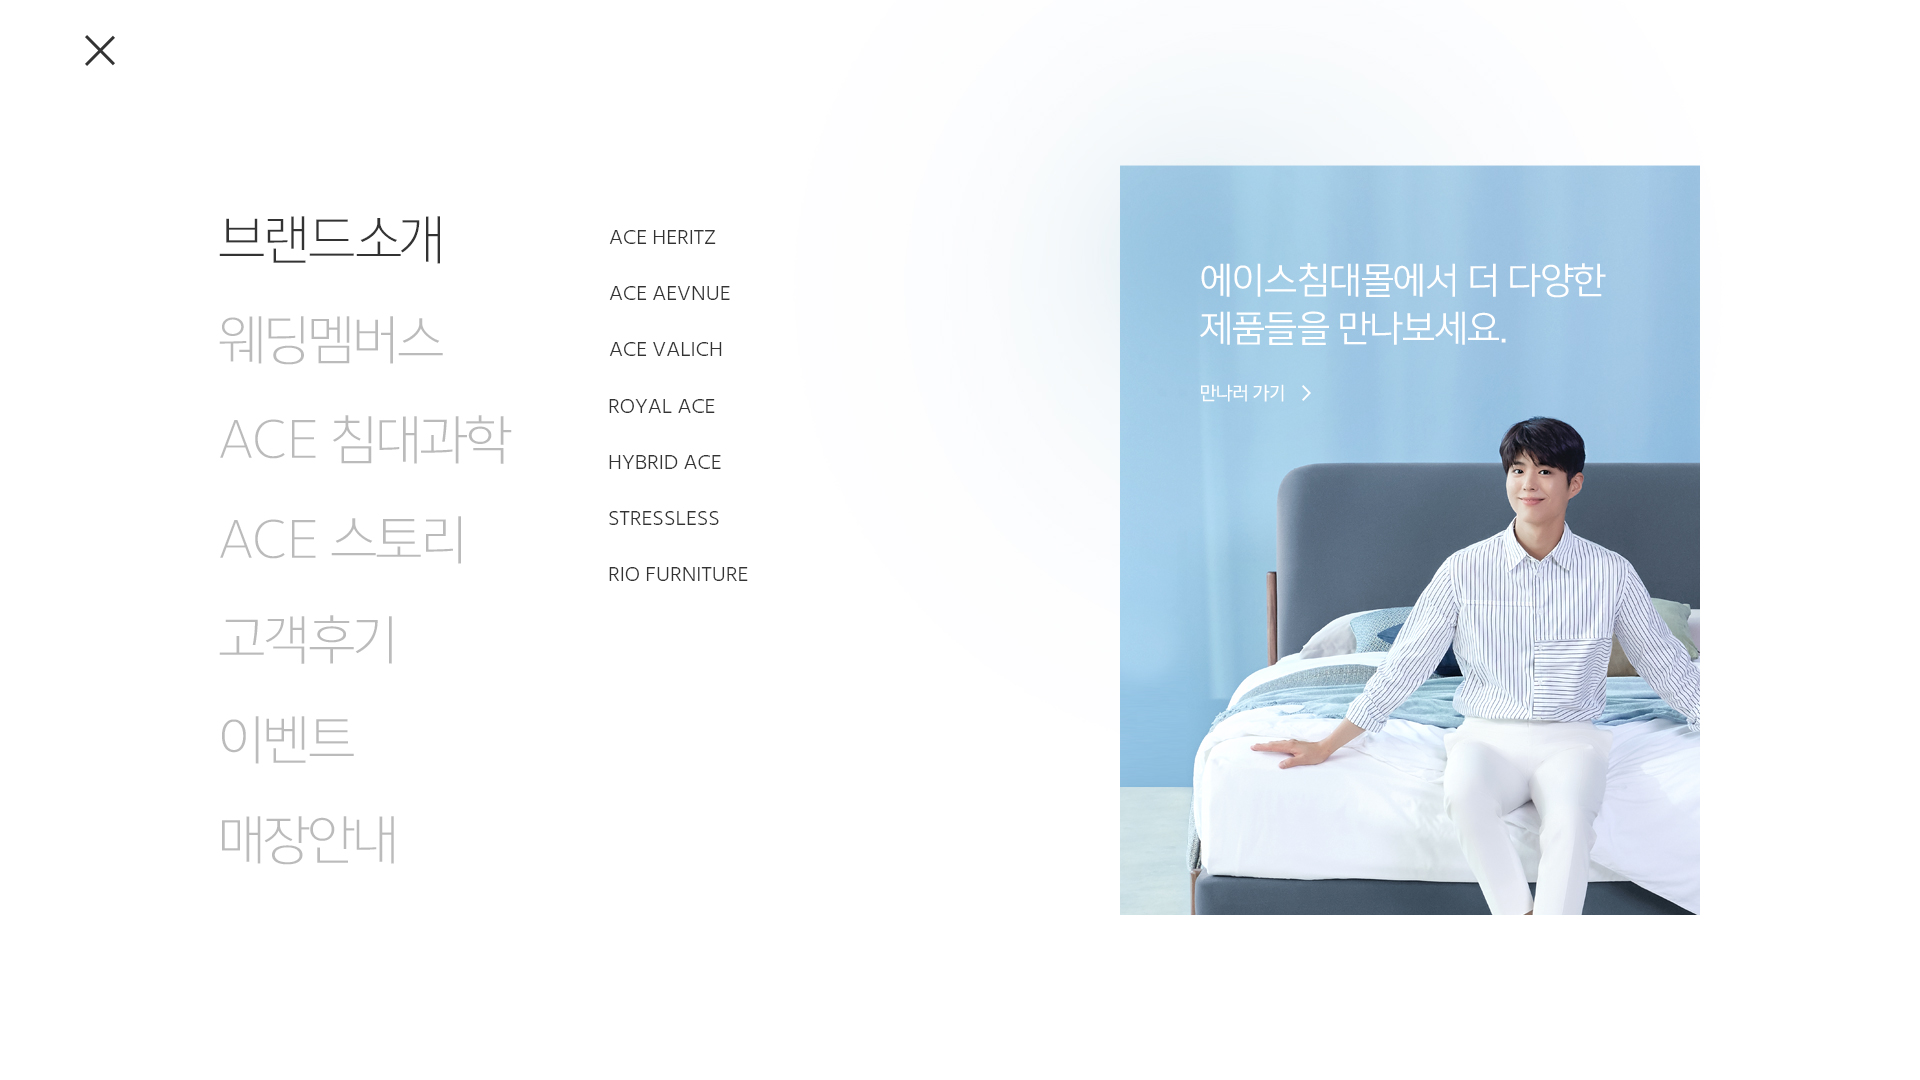 브랜드소개
웨딩멤버스
ACE 침대과학
ACE 스토리
고객후기
이벤트
매장안내
ACE HERITZ
ACE AEVNUE
ACE VALICH
ROYAL ACE
HYBRID ACE
STRESSLESS
RIO FURNITURE
에이스침대몰에서 더 다양한
제품들을 만나보세요.
만나러 가기